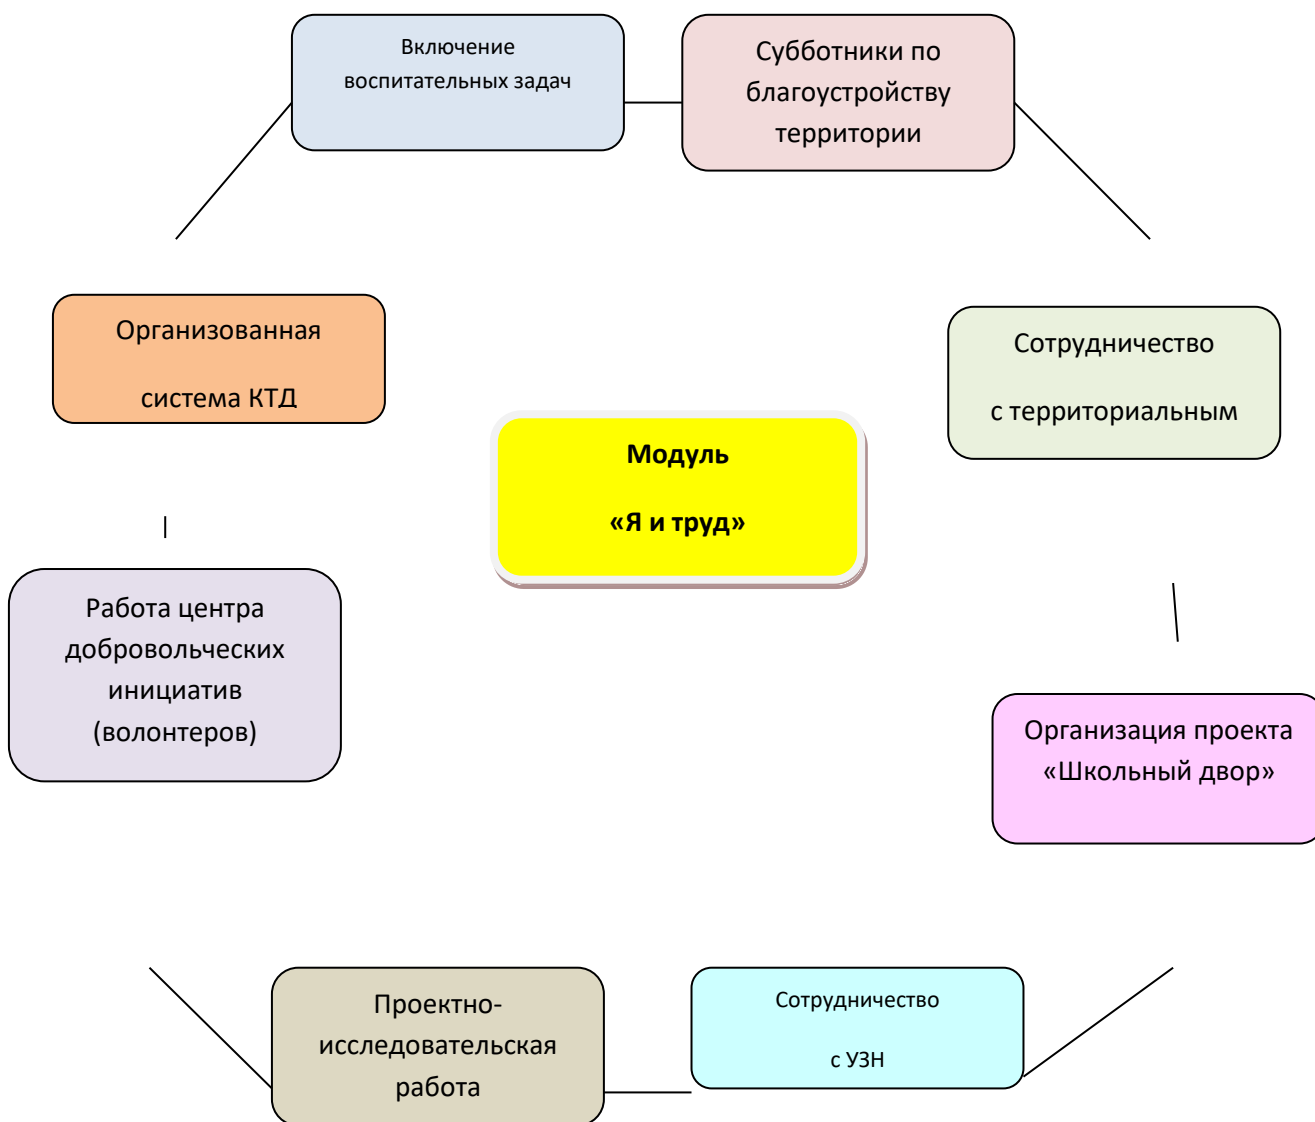 Включение
воспитательных задач
Субботники по
благоустройству
территории
Организованная
система КТД
Сотрудничество
с территориальным
Модуль
«Я и труд»
Работа центра
добровольческих
инициатив
(волонтеров)
Организация проекта
«Школьный двор»
Проектно-
исследовательская
работа
Сотрудничество
с УЗН